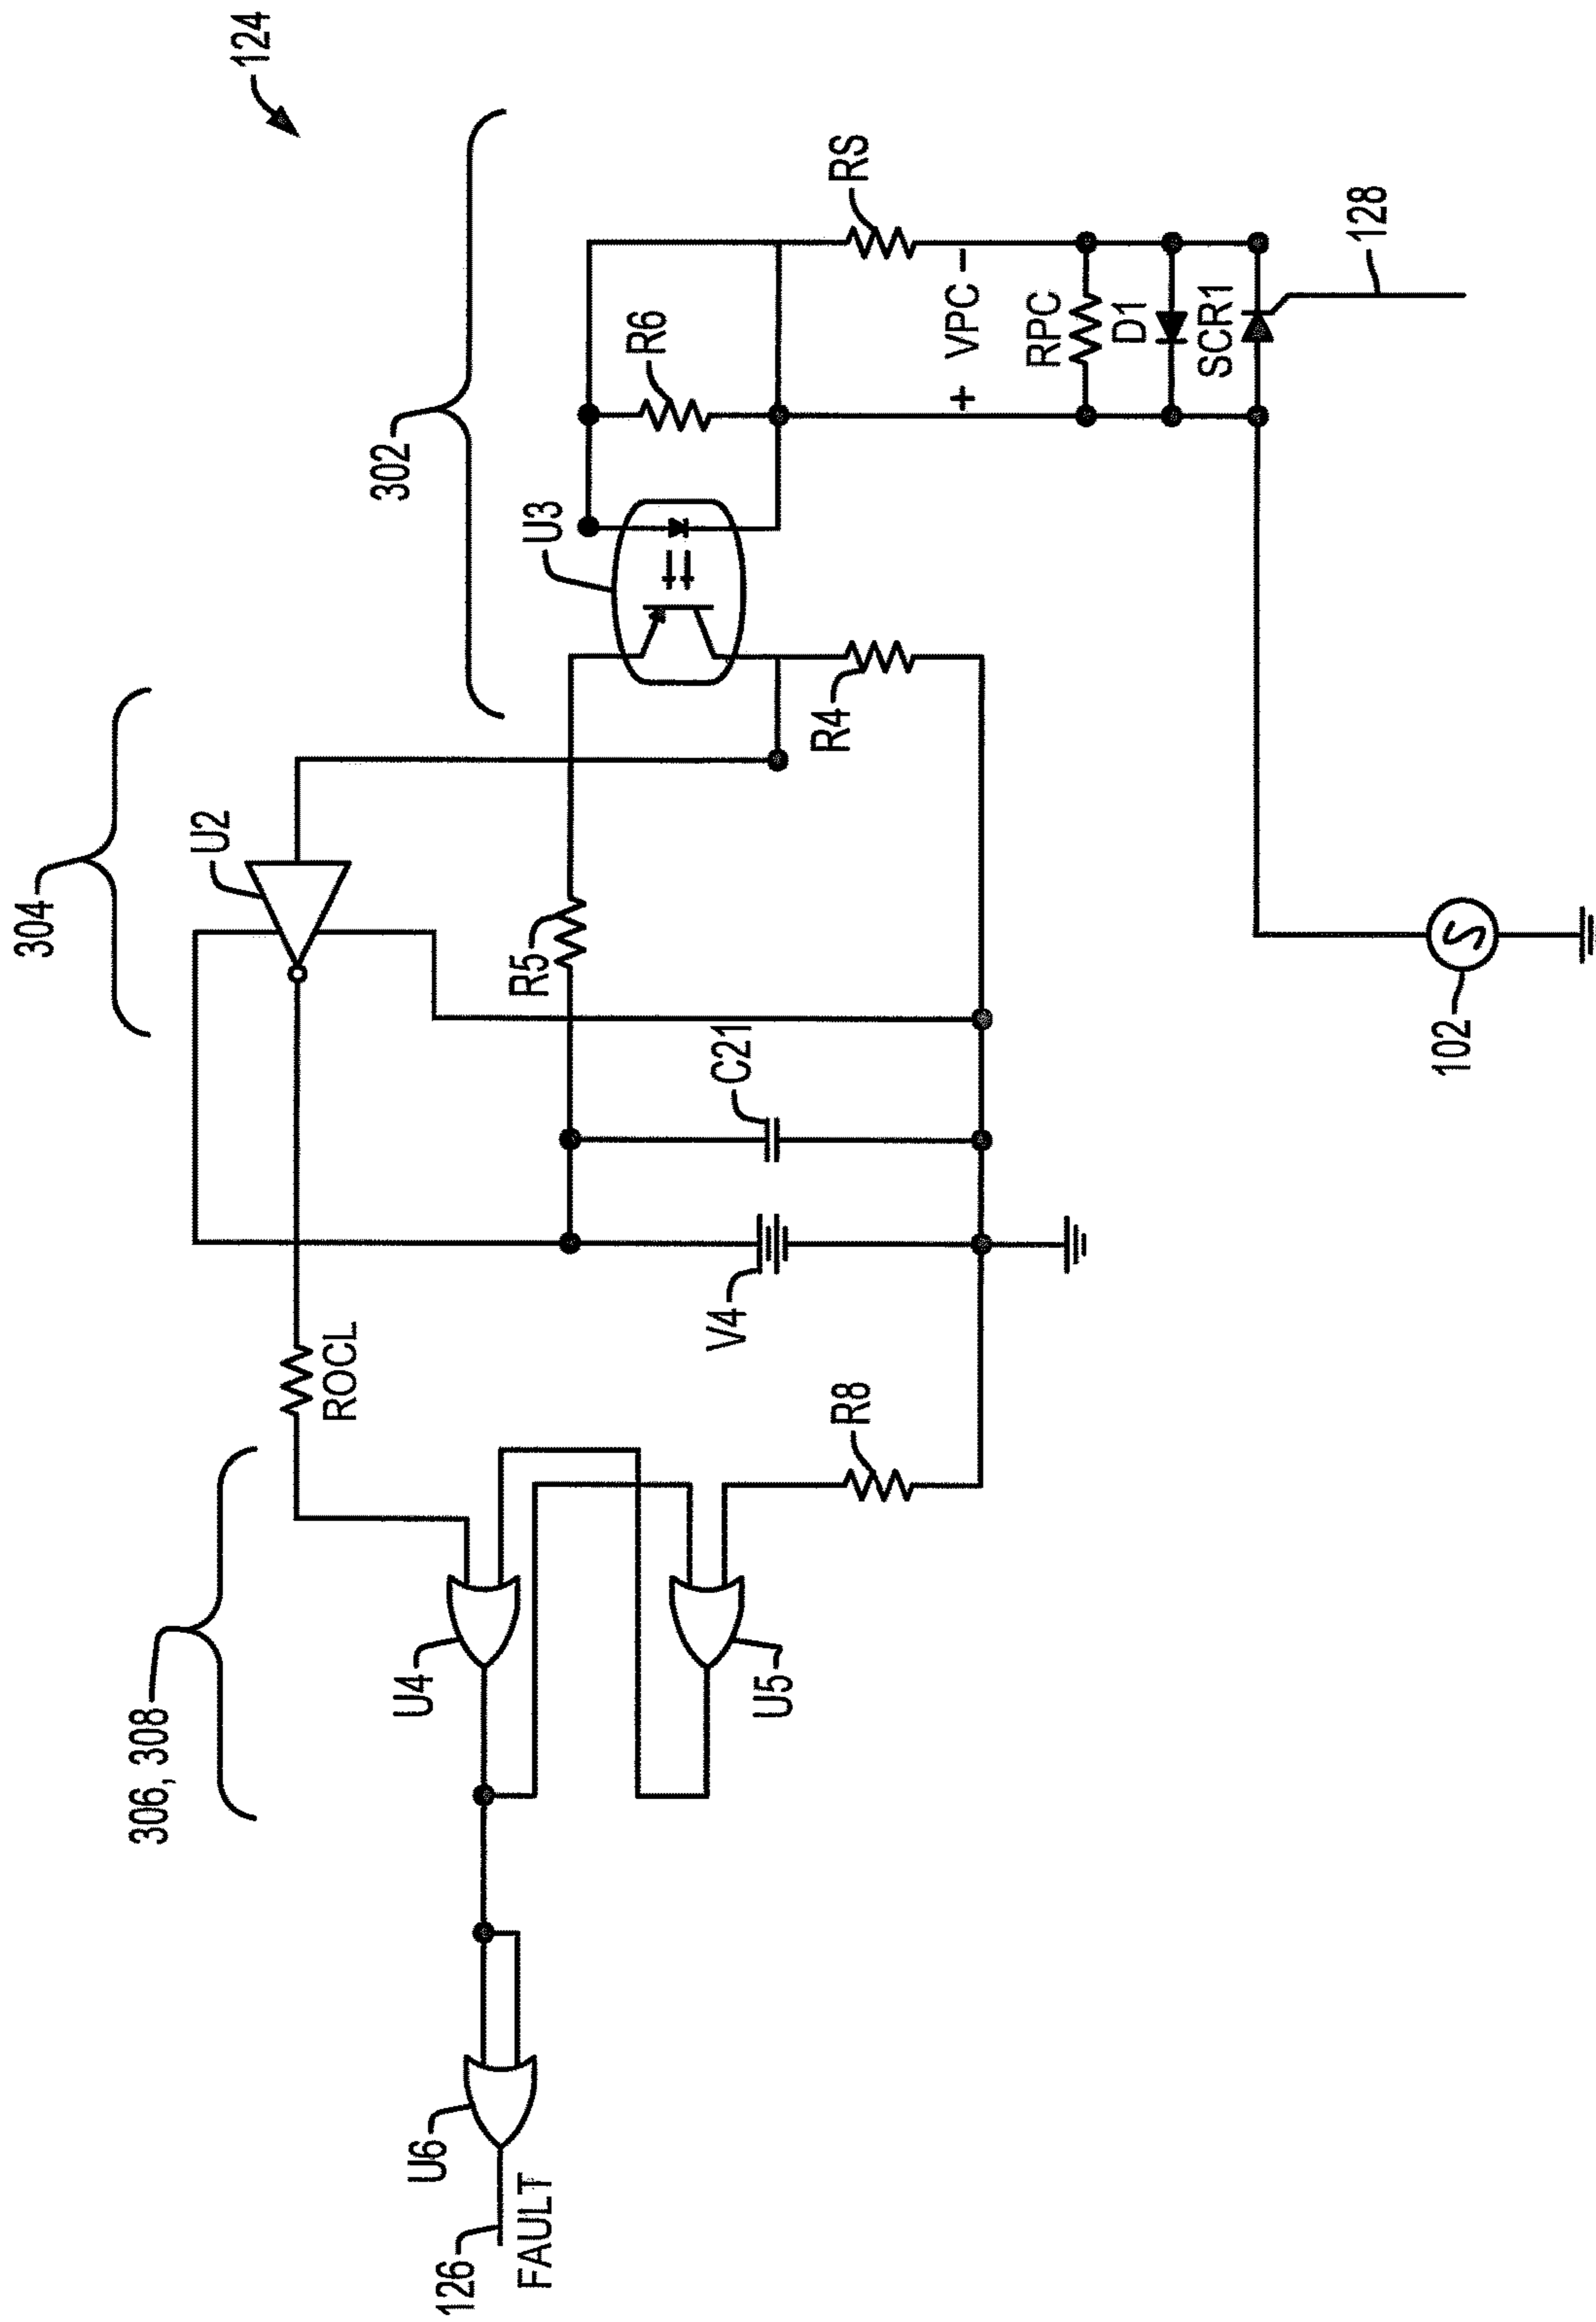 124
302
304
306, 308
RS
R6
U3
VPC
+
−
RPC
D1
SCR1
128
R4
U2
R5
C21
V4
102
ROCL
R8
U4
U5
U6
126
FAULT